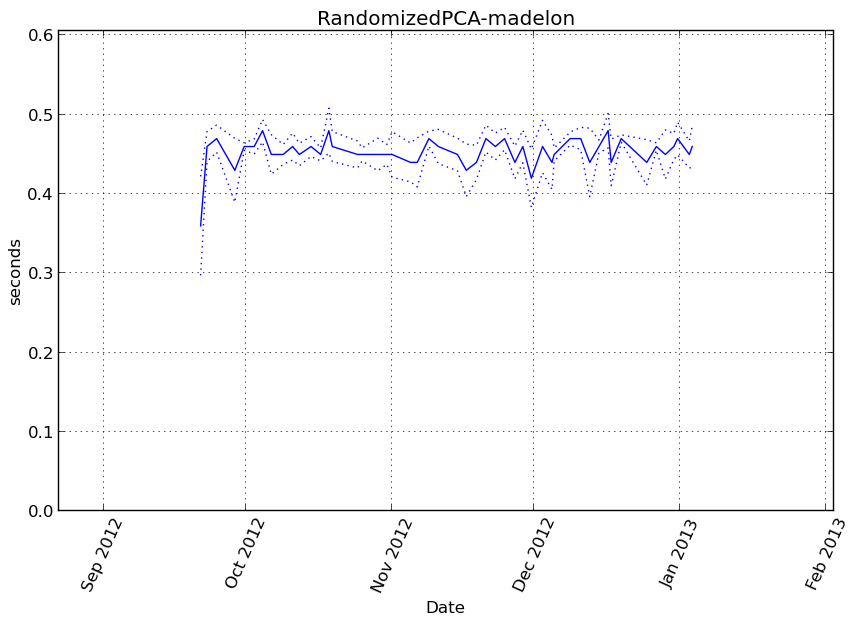 RandomizedPCA-madelon
0.6
0.5
0.4
0.3
0.2
0.1
0.0
seconds
Sep 2012
Oct 2012
Nov 2012
Dec 2012
Jan 2013
Feb 2013
Date